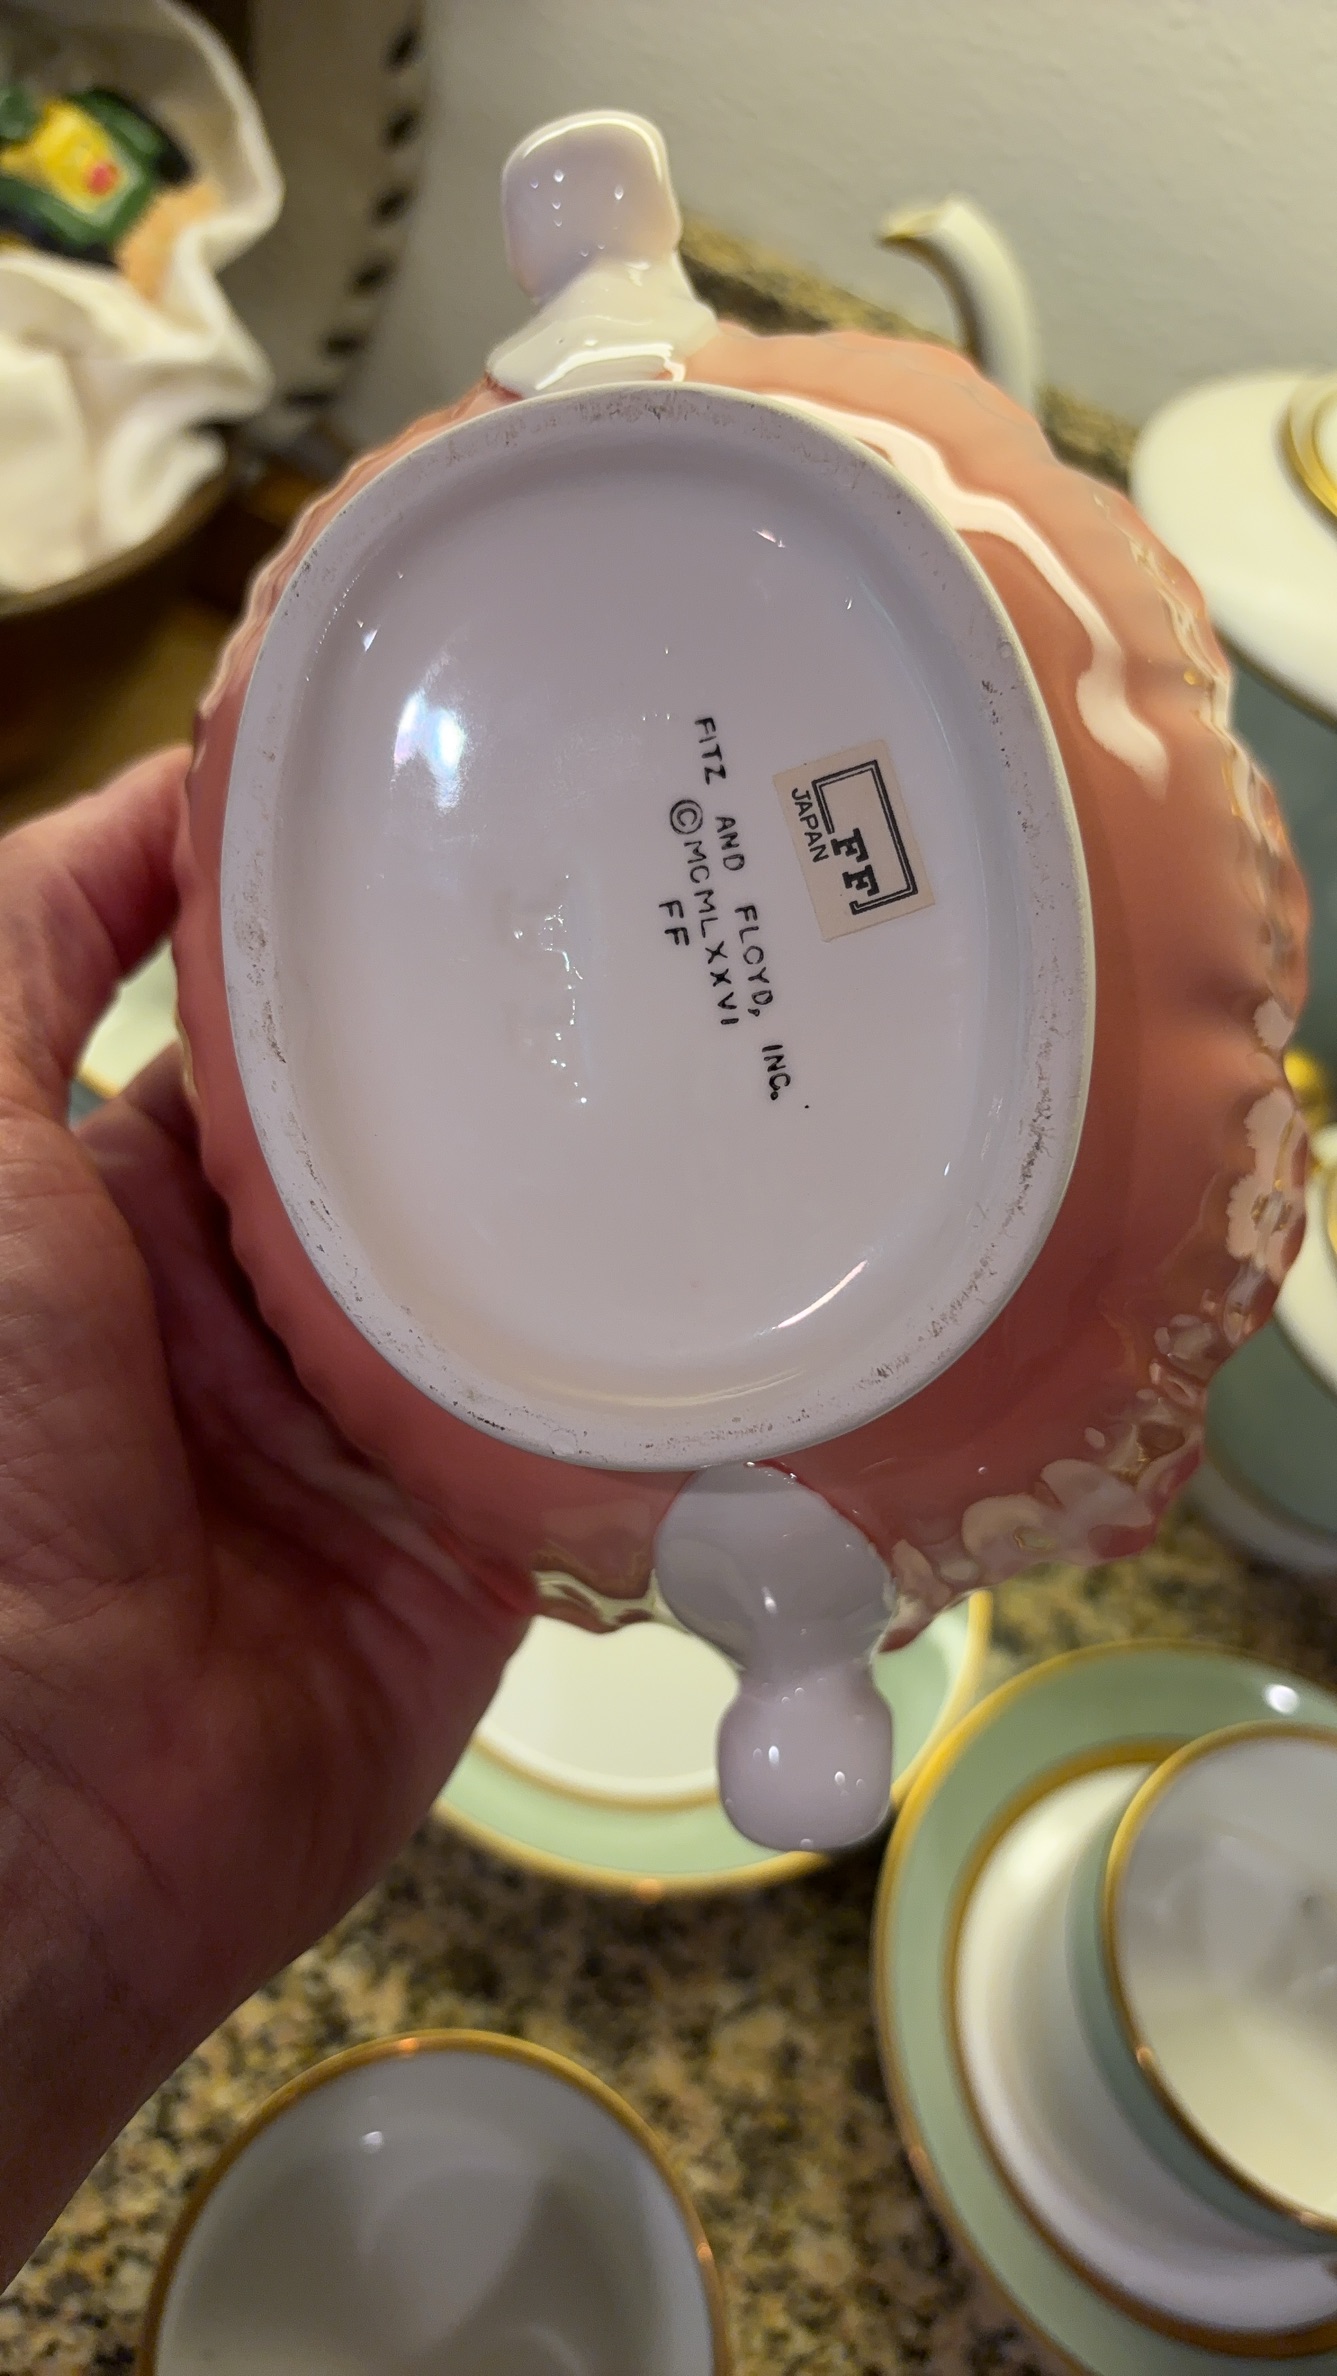 FF
JAPAN
FITZ AND FLOYD, INC.
©MCMLXXVI
FF